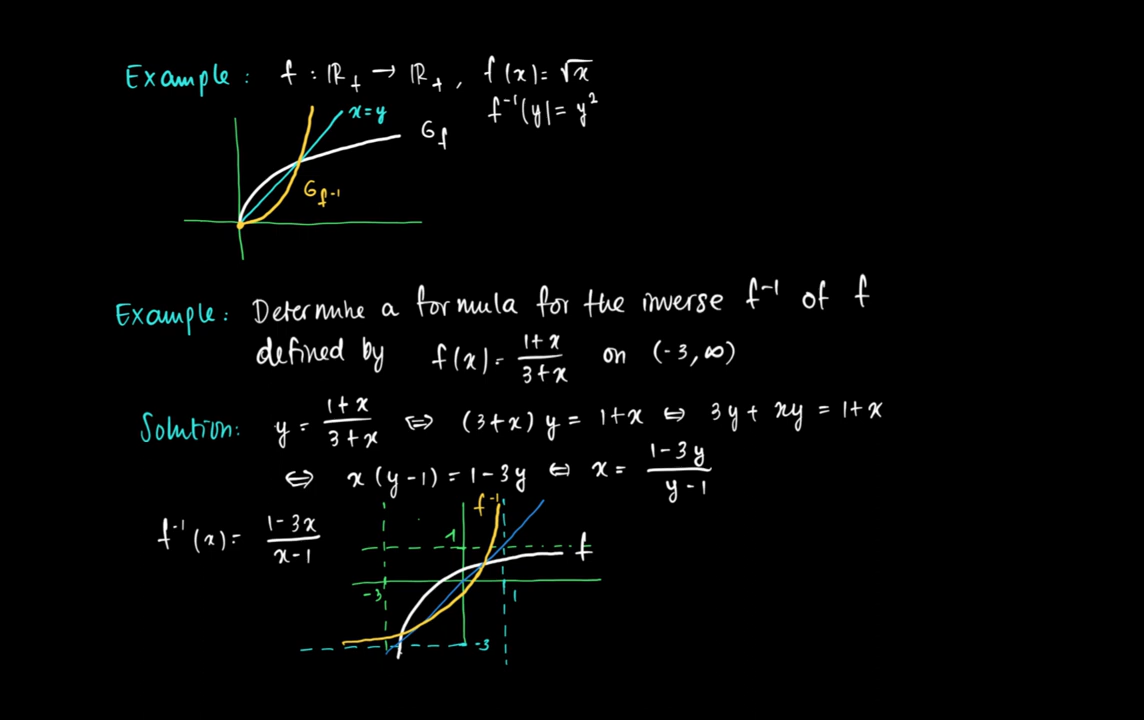 Example: f : ℝ₊ → ℝ₊, f(x) = √x
f⁻¹(y) = y²
x=y
G_f
G_f⁻¹
Example: Determine a formula for the inverse f⁻¹ of f
defined by f(x) = (1+x)/(3+x) on (-3, ∞)
Solution: y = (1+x)/(3+x) ⇔ (3+x) y = 1+x ⇔ 3y + xy = 1+x
⇔ x(y-1) = 1-3y ⇔ x = (1-3y)/(y-1)
f⁻¹(x) = (1-3x)/(x-1)
f⁻¹
1
f
-3
1
-3